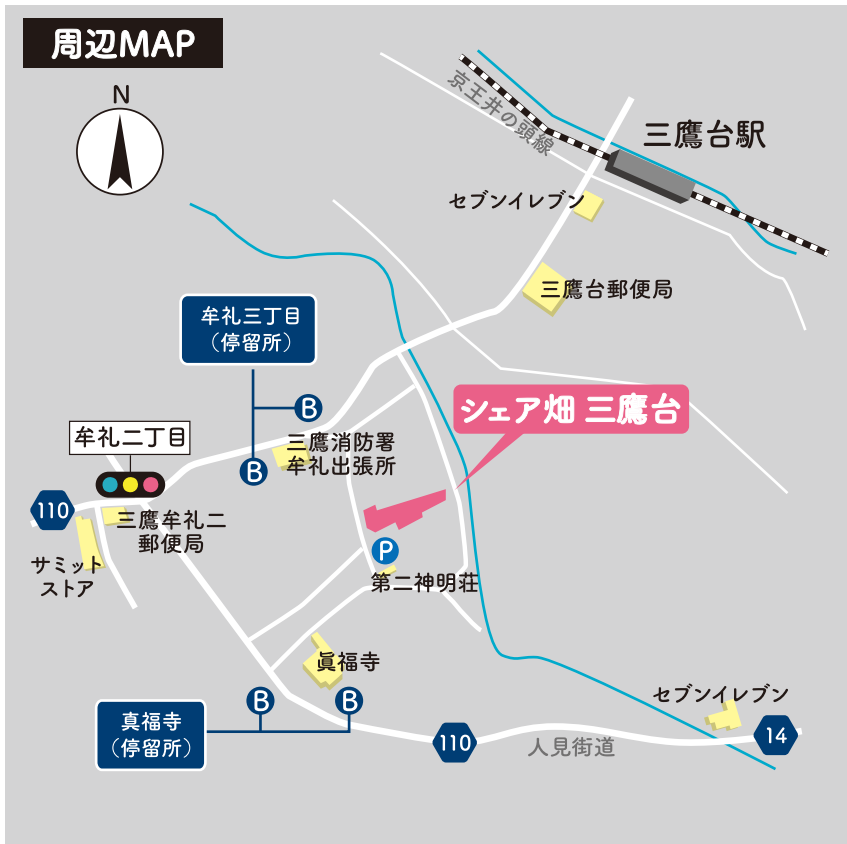 周辺MAP
N
京王井の頭線
三鷹台駅
セブンイレブン
三鷹台郵便局
牟礼三丁目
（停留所）
B
B
シェア畑 三鷹台
牟礼二丁目
三鷹消防署
牟礼出張所
110
三鷹牟礼二
郵便局
サミット
ストア
P
第二神明荘
眞福寺
B
B
真福寺
（停留所）
110
人見街道
セブンイレブン
14